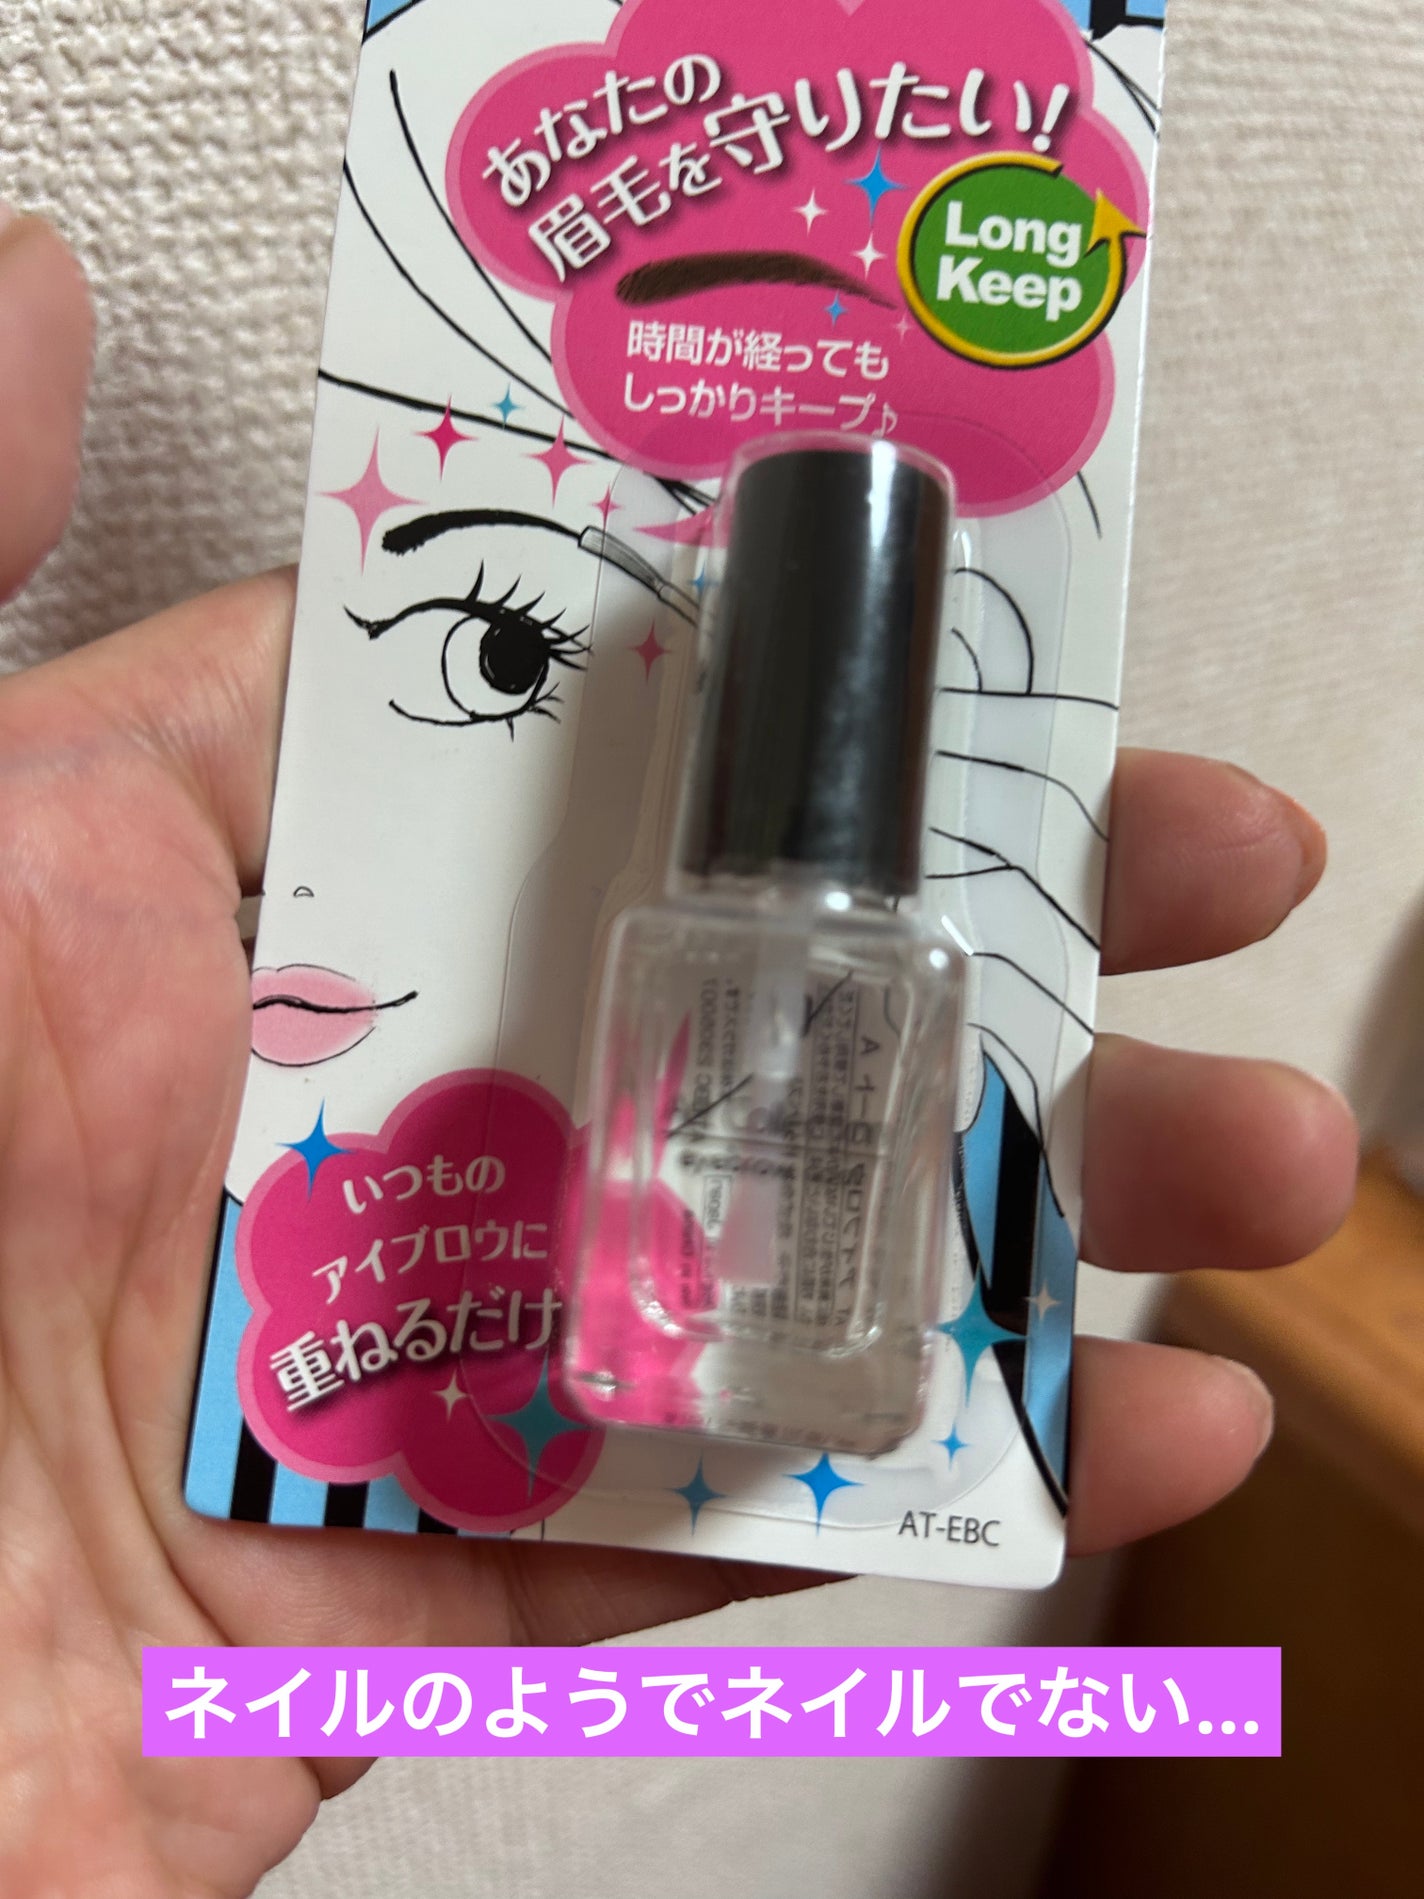 あなたの
眉毛を守りたい!
Long
Keep
時間が経っても
しっかりキープ♪
いつもの
アイブロウに
重ねるだけ
AT-EBC
ネイルのようでネイルでない...